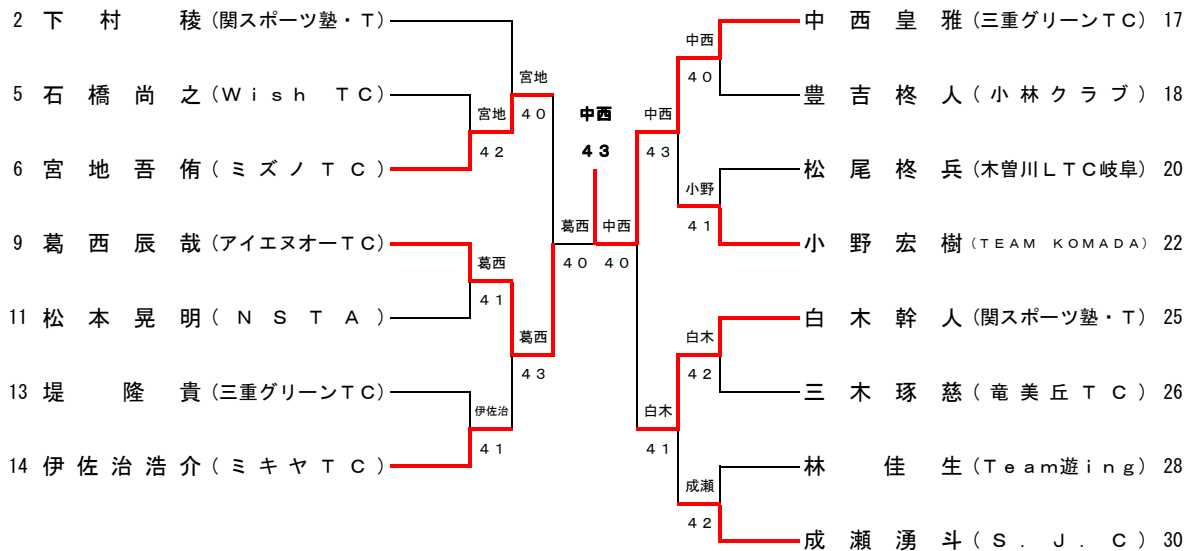 2 下村 稜 (関スポーツ塾・T)
5 石橋尚之 (Wish TC)
6 宮地吾侑 (ミズノTC)
9 葛西辰哉 (アイエヌオーTC)
11 松本晃明 (NSTA)
13 堤 隆貴 (三重グリーンTC)
14 伊佐治浩介 (ミキヤTC)
宮地
42
宮地
40
葛西
41
葛西
43
伊佐治
41
葛西
40
中西
43
中西
40
中西
43
中西
40
小野
41
白木
41
白木
42
成瀬
42
中西皇雅 (三重グリーンTC) 17
豊吉柊人 (小林クラブ) 18
松尾柊兵 (木曽川LTC岐阜) 20
小野宏樹 (TEAM KOMADA) 22
白木幹人 (関スポーツ塾・T) 25
三木琢慈 (竜美丘TC) 26
林 佳生 (Team遊ing) 28
成瀬湧斗 (S.J.C) 30